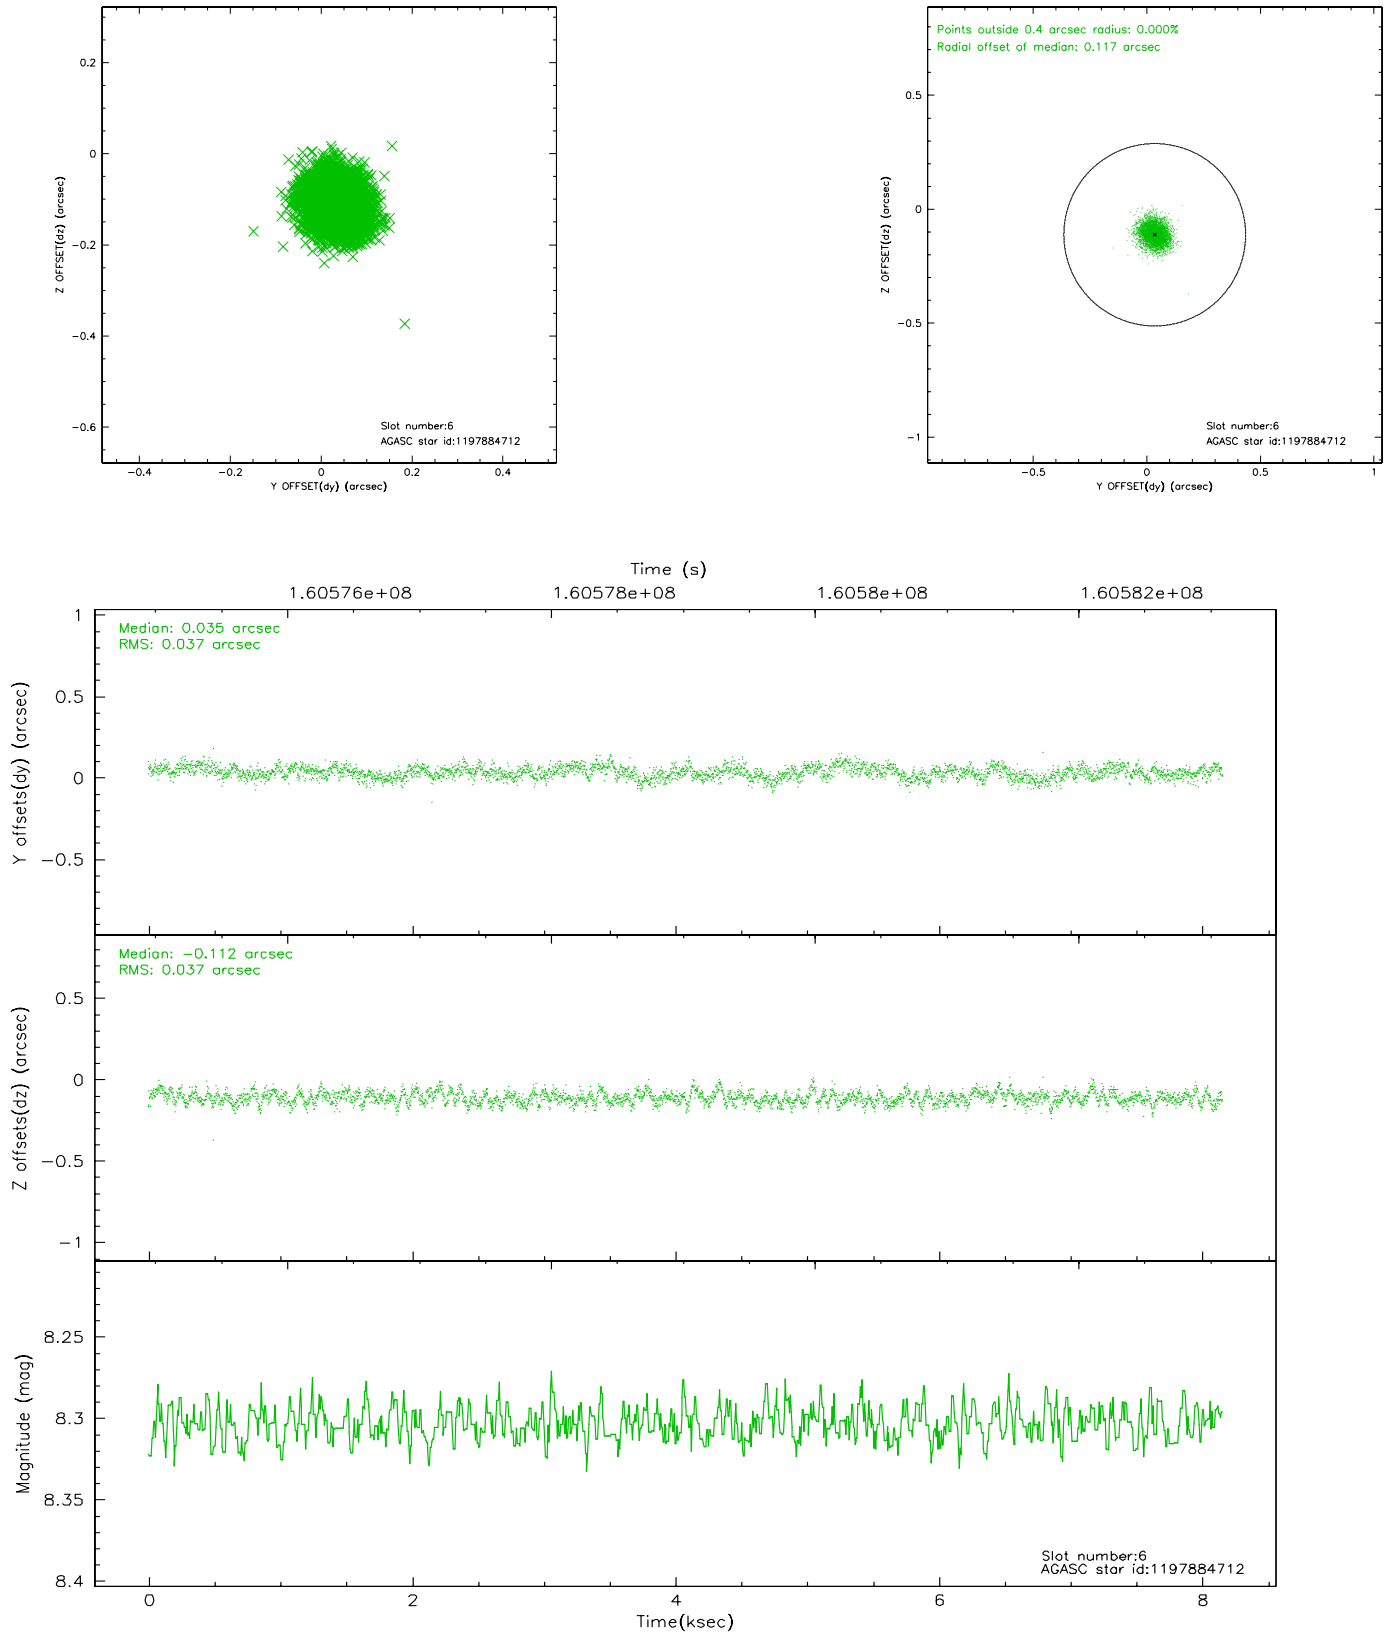 0.2
0
-0.2
-0.4
-0.6
Z OFFSET(dz) (arcsec)
Slot number:6
AGASC star id:1197884712
-0.4 -0.2 0 0.2 0.4
Y OFFSET(dy) (arcsec)
Points outside 0.4 arcsec radius: 0.000%
Radial offset of median: 0.117 arcsec
0.5
0
-0.5
-1
Z OFFSET(dz) (arcsec)
Slot number:6
AGASC star id:1197884712
-0.5 0 0.5 1
Y OFFSET(dy) (arcsec)
Time (s)
1.60576e+08 1.60578e+08 1.6058e+08 1.60582e+08
Median: 0.035 arcsec
RMS: 0.037 arcsec
1
0.5
0
-0.5
Y offsets(dy) (arcsec)
Median: -0.112 arcsec
RMS: 0.037 arcsec
0.5
0
-0.5
-1
Z offsets(dz) (arcsec)
8.25
8.3
8.35
8.4
Magnitude (mag)
Slot number:6
AGASC star id:1197884712
0 2 4 6 8
Time(ksec)